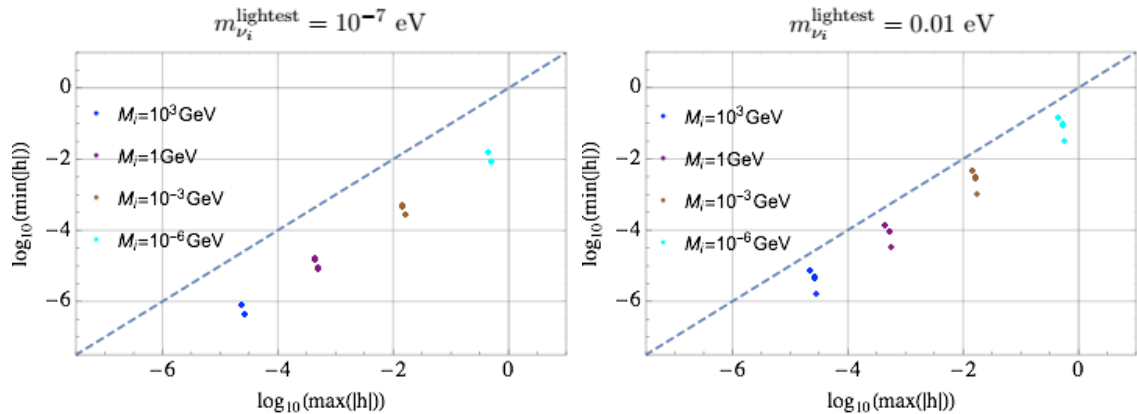 m_{ν_i}^{lightest} = 10^{−7} eV
log₁₀(min(|h|))
0
−2
−4
−6
M_i=10³GeV
M_i=1GeV
M_i=10⁻³GeV
M_i=10⁻⁶GeV
−6 −4 −2 0
log₁₀(max(|h|))
m_{ν_i}^{lightest} = 0.01 eV
log₁₀(min(|h|))
0
−2
−4
−6
M_i=10³GeV
M_i=1GeV
M_i=10⁻³GeV
M_i=10⁻⁶GeV
−6 −4 −2 0
log₁₀(max(|h|))